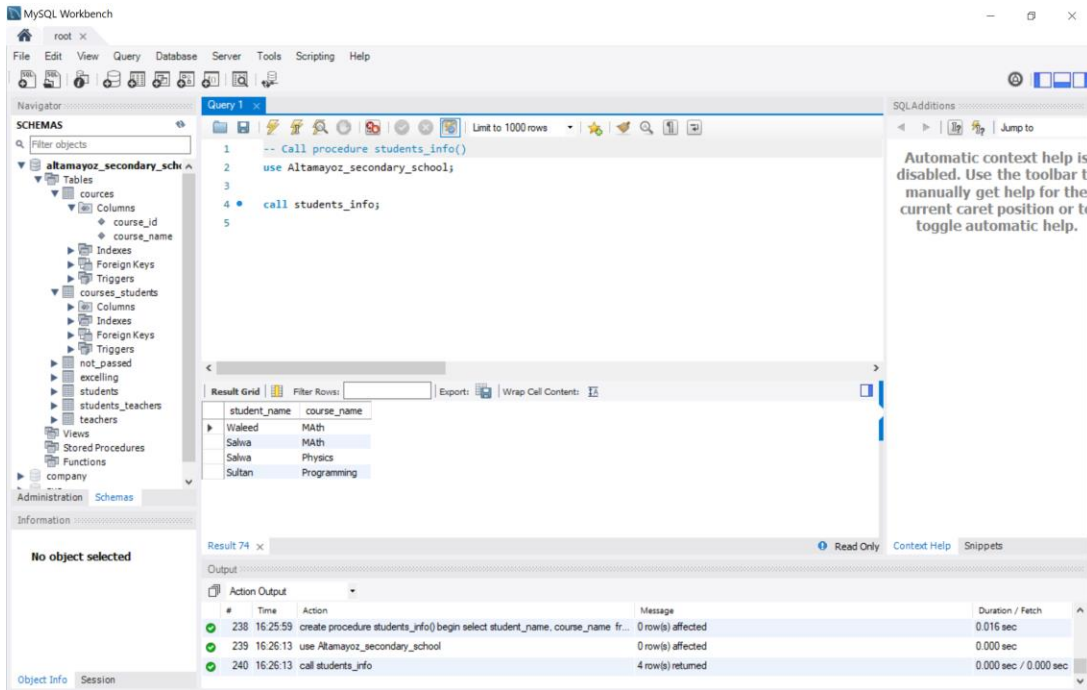 MySQL Workbench
root
File Edit View Query Database Server Tools Scripting Help
Navigator
SCHEMAS
Filter objects
altamayoz_secondary_scho
Tables
cources
Columns
course_id
course_name
Indexes
Foreign Keys
Triggers
courses_students
Columns
Indexes
Foreign Keys
Triggers
not_passed
excelling
students
students_teachers
teachers
Views
Stored Procedures
Functions
company
Administration Schemas
Information
No object selected
Object Info Session
Query 1
Limit to 1000 rows
1 -- Call procedure students_info()
2 use Altamayoz_secondary_school;
3
4 call students_info;
5
Result Grid Filter Rows: Export: Wrap Cell Content:
student_name course_name
Waleed MAth
Salwa MAth
Salwa Physics
Sultan Programming
Result 74 Read Only
Output
Action Output
# Time Action Message Duration / Fetch
238 16:25:59 create procedure students_info() begin select student_name, course_name fr... 0 row(s) affected 0.016 sec
239 16:26:13 use Altamayoz_secondary_school 0 row(s) affected 0.000 sec
240 16:26:13 call students_info 4 row(s) returned 0.000 sec / 0.000 sec
SQLAdditions
Jump to
Automatic context help is
disabled. Use the toolbar t
manually get help for the
current caret position or to
toggle automatic help.
Context Help Snippets